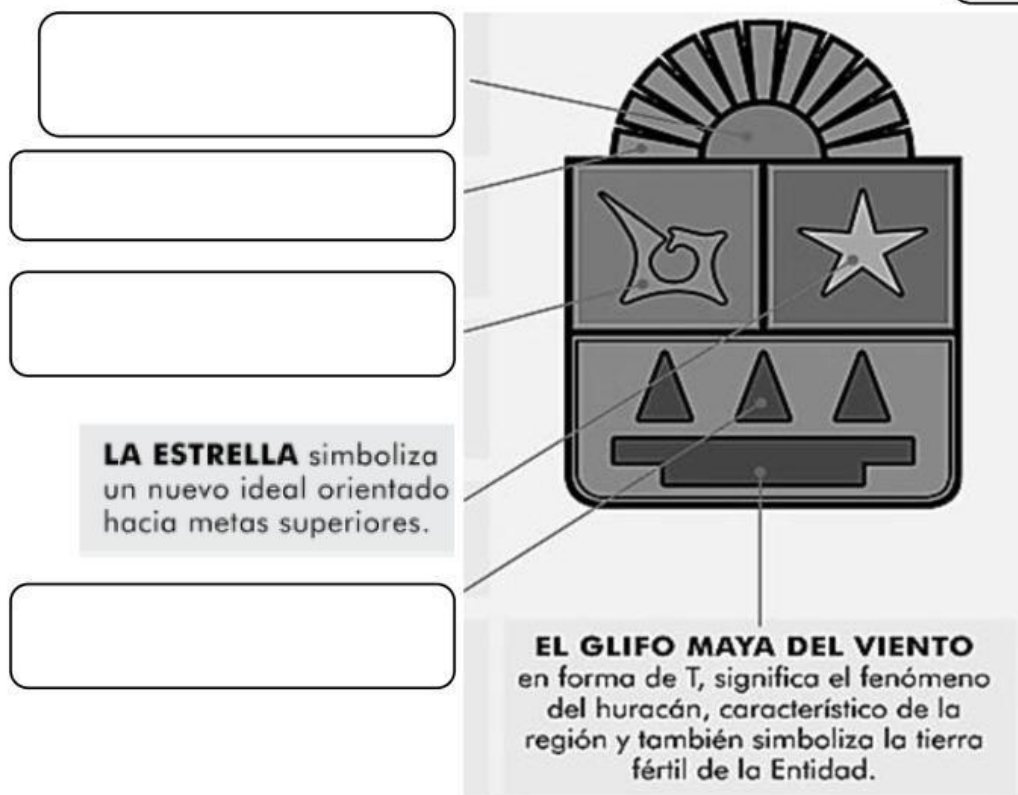 LA ESTRELLA simboliza
un nuevo ideal orientado
hacia metas superiores.
EL GLIFO MAYA DEL VIENTO
en forma de T, significa el fenómeno
del huracán, característico de la
región y también simboliza la tierra
fértil de la Entidad.